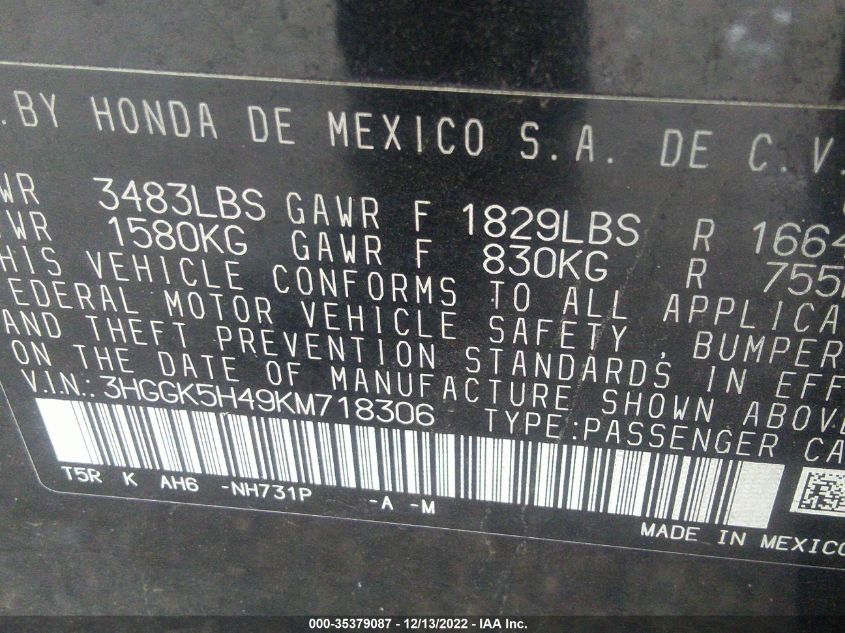 .BY HONDA DE MEXICO S.A. DE C.V.
WR 3483LBS GAWR F 1829LBS R 1664
WR 1580KG GAWR F 830KG R 755
HIS VEHICLE CONFORMS TO ALL APPLICA
EDERAL MOTOR VEHICLE SAFETY, BUMPER
AND THEFT PREVENTION STANDARDS IN EFF
ON THE DATE OF MANUFACTURE SHOWN ABOVE
V.I.N.: 3HGGK5H49KM718306 TYPE:PASSENGER CA
T5R K AH6 -NH731P -A -M
MADE IN MEXICO
000-35379087 - 12/13/2022 - IAA Inc.